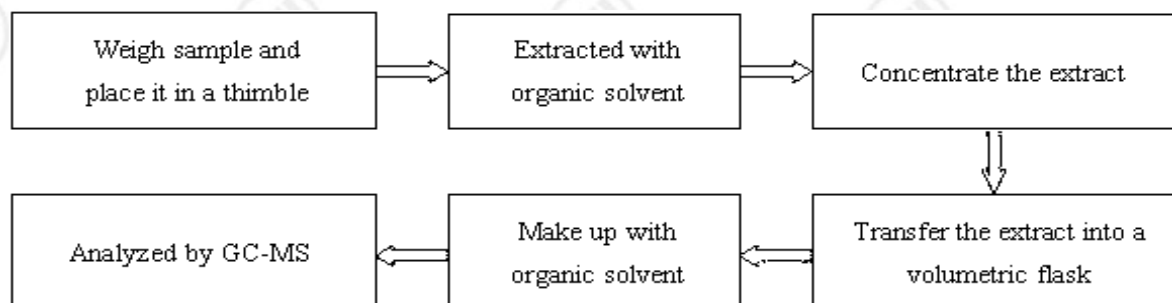 Weigh sample and
place it in a thimble
Extracted with
organic solvent
Concentrate the extract
Transfer the extract into a
volumetric flask
Make up with
organic solvent
Analyzed by GC-MS